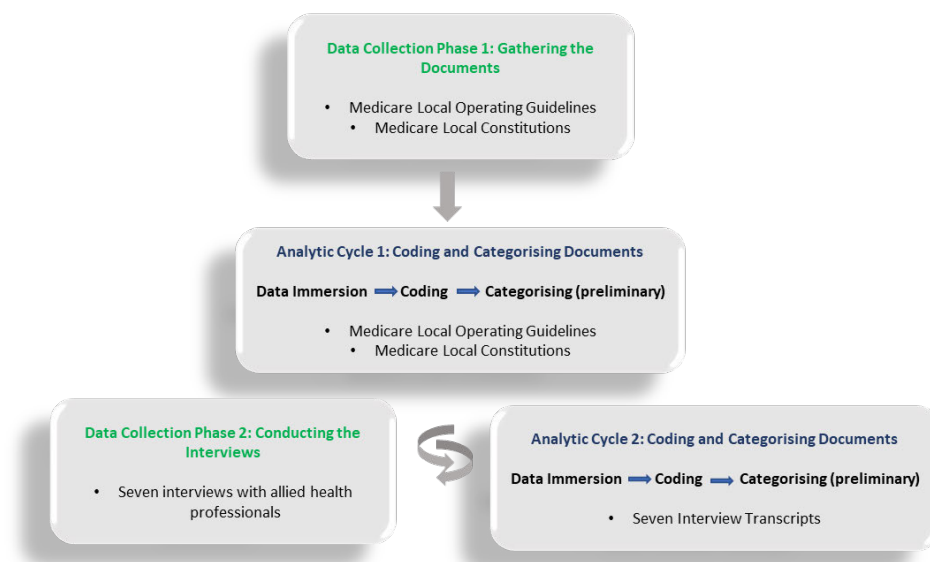 Data Collection Phase 1: Gathering the
Documents
• Medicare Local Operating Guidelines
• Medicare Local Constitutions
Analytic Cycle 1: Coding and Categorising Documents
Data Immersion Coding Categorising (preliminary)
• Medicare Local Operating Guidelines
• Medicare Local Constitutions
Data Collection Phase 2: Conducting the
Interviews
• Seven interviews with allied health
professionals
Analytic Cycle 2: Coding and Categorising Documents
Data Immersion Coding Categorising (preliminary)
• Seven Interview Transcripts